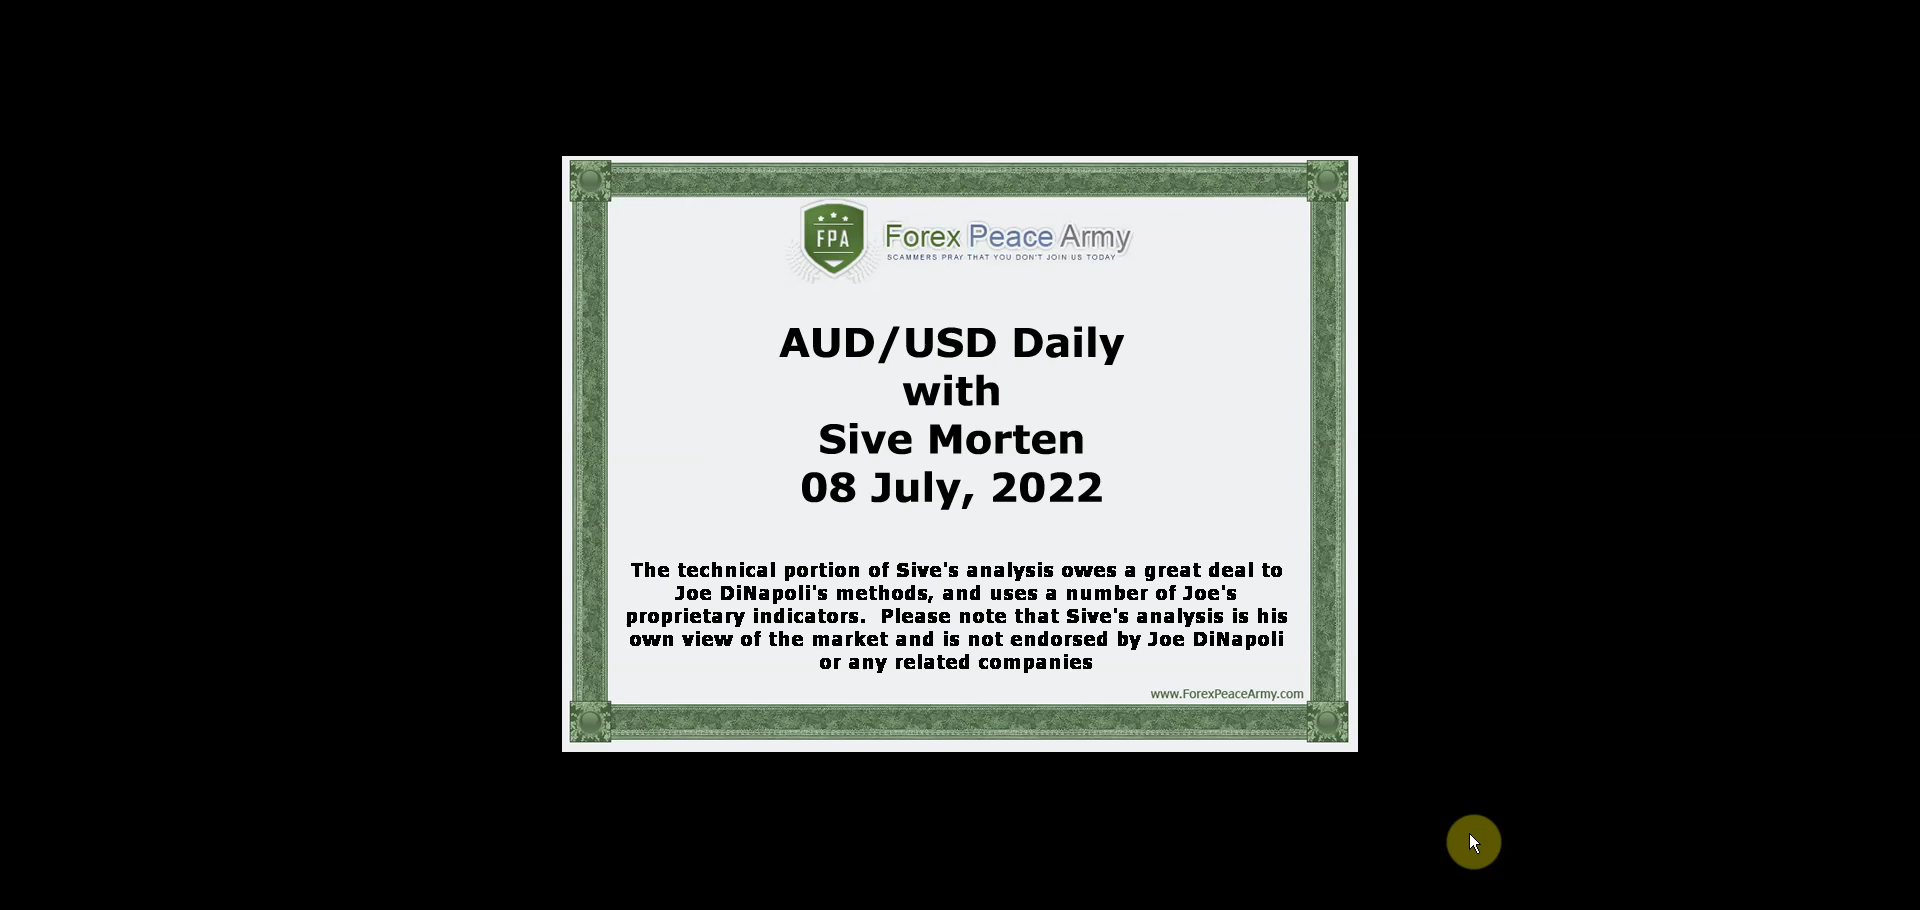 FPA
Forex Peace Army
SCAMMERS PRAY THAT YOU DON'T JOIN US TODAY
AUD/USD Daily
with
Sive Morten
08 July, 2022
The technical portion of Sive's analysis owes a great deal to
Joe DiNapoli's methods, and uses a number of Joe's
proprietary indicators.  Please note that Sive's analysis is his
own view of the market and is not endorsed by Joe DiNapoli
or any related companies
www.ForexPeaceArmy.com